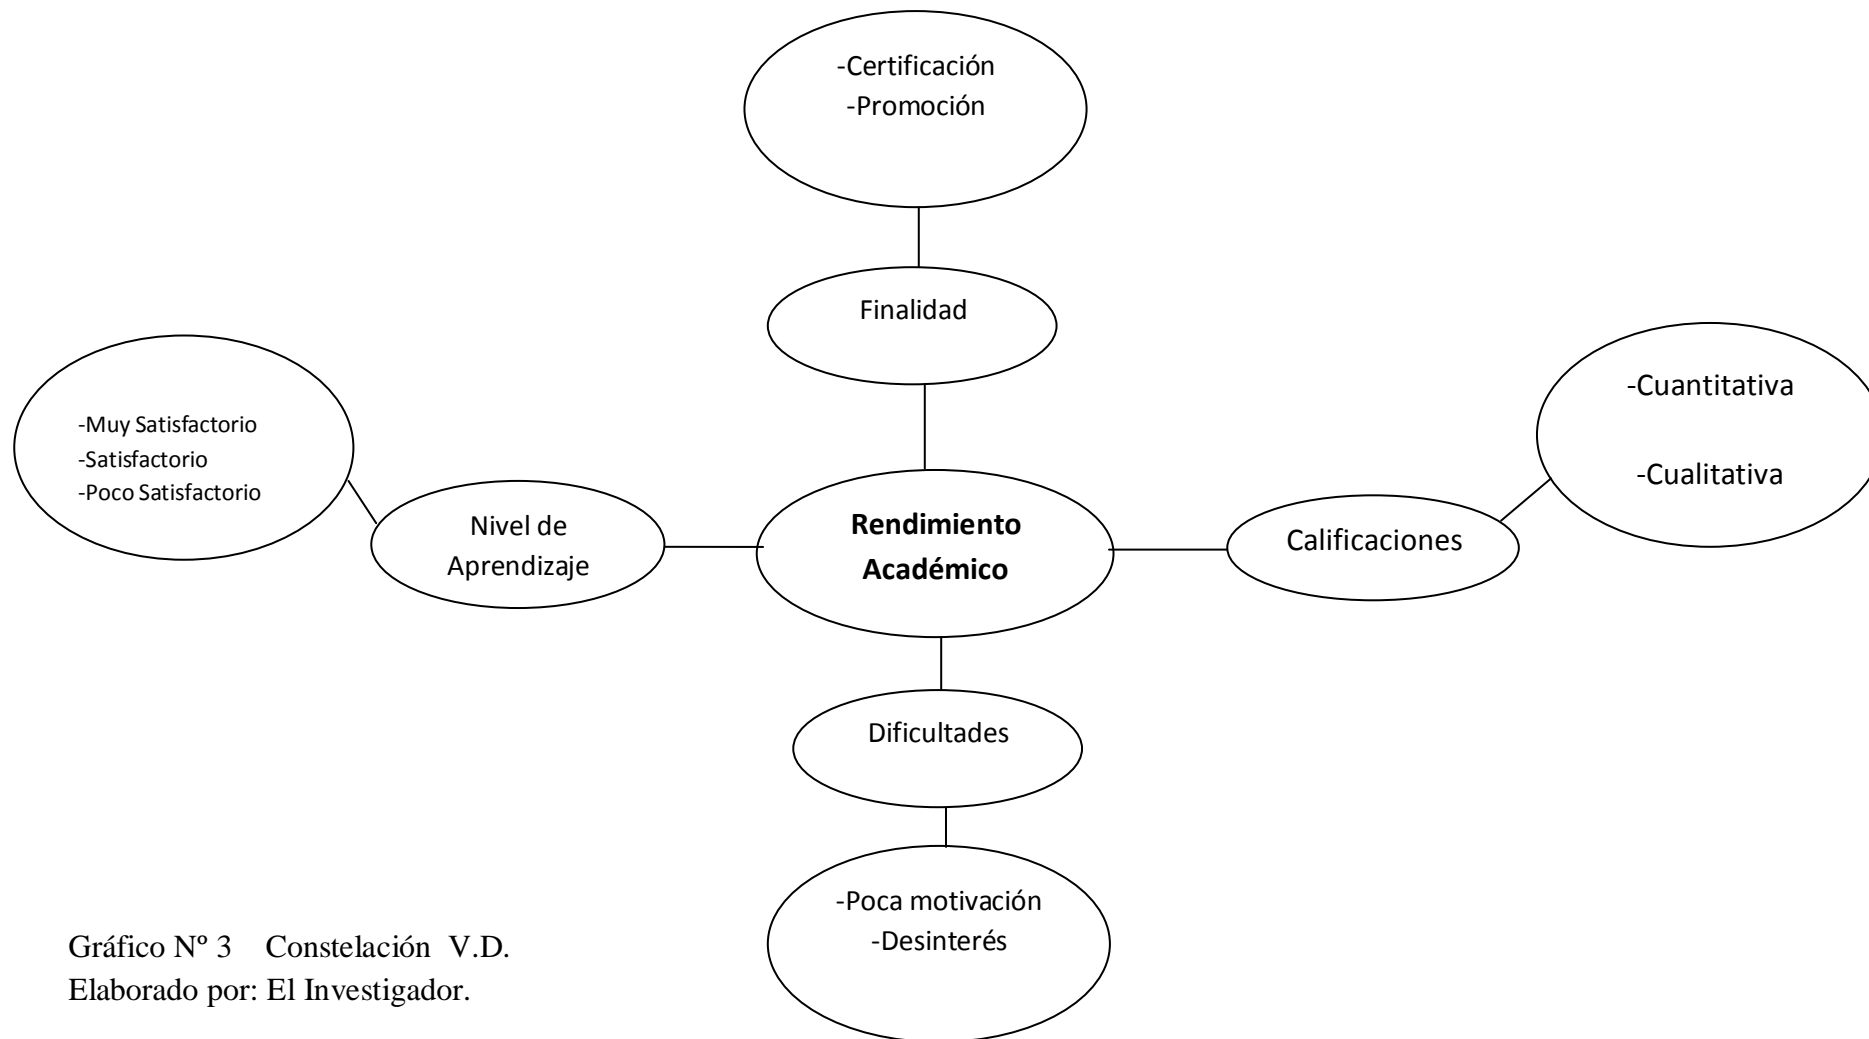 -Certificación
-Promoción
Finalidad
-Muy Satisfactorio
-Satisfactorio
-Poco Satisfactorio
Nivel de
Aprendizaje
Rendimiento
Académico
Calificaciones
-Cuantitativa
-Cualitativa
Dificultades
-Poca motivación
-Desinterés
Gráfico Nº 3 Constelación V.D.
Elaborado por: El Investigador.